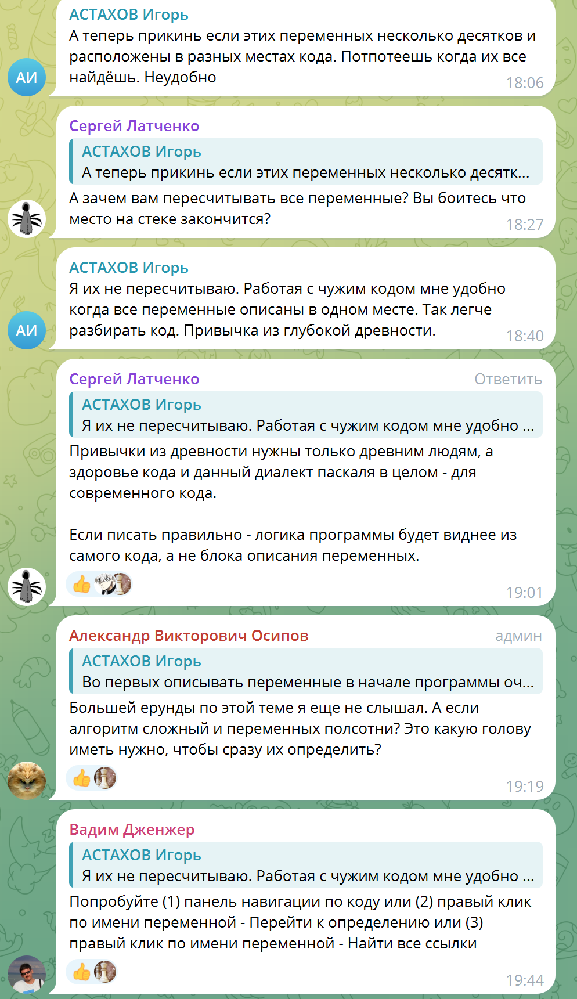 АСТАХОВ Игорь
А теперь прикинь если этих переменных несколько десятков и
расположены в разных местах кода. Потпотеешь когда их все
найдёшь. Неудобно
18:06
АИ
Сергей Латченко
АСТАХОВ Игорь
А теперь прикинь если этих переменных несколько десятк...
А зачем вам пересчитывать все переменные? Вы боитесь что
место на стеке закончится?
18:27
АСТАХОВ Игорь
Я их не пересчитываю. Работая с чужим кодом мне удобно
когда все переменные описаны в одном месте. Так легче
разбирать код. Привычка из глубокой древности.
18:40
АИ
Сергей Латченко
Ответить
АСТАХОВ Игорь
Я их не пересчитываю. Работая с чужим кодом мне удобно ...
Привычки из древности нужны только древним людям, а
здоровье кода и данный диалект паскаля в целом - для
современного кода.
Если писать правильно - логика программы будет виднее из
самого кода, а не блока описания переменных.
19:01
Александр Викторович Осипов
админ
АСТАХОВ Игорь
Во первых описывать переменные в начале программы оч...
Большей ерунды по этой теме я еще не слышал. А если
алгоритм сложный и переменных полсотни? Это какую голову
иметь нужно, чтобы сразу их определить?
19:19
Вадим Дженжер
АСТАХОВ Игорь
Я их не пересчитываю. Работая с чужим кодом мне удобно ...
Попробуйте (1) панель навигации по коду или (2) правый клик
по имени переменной - Перейти к определению или (3)
правый клик по имени переменной - Найти все ссылки
19:44